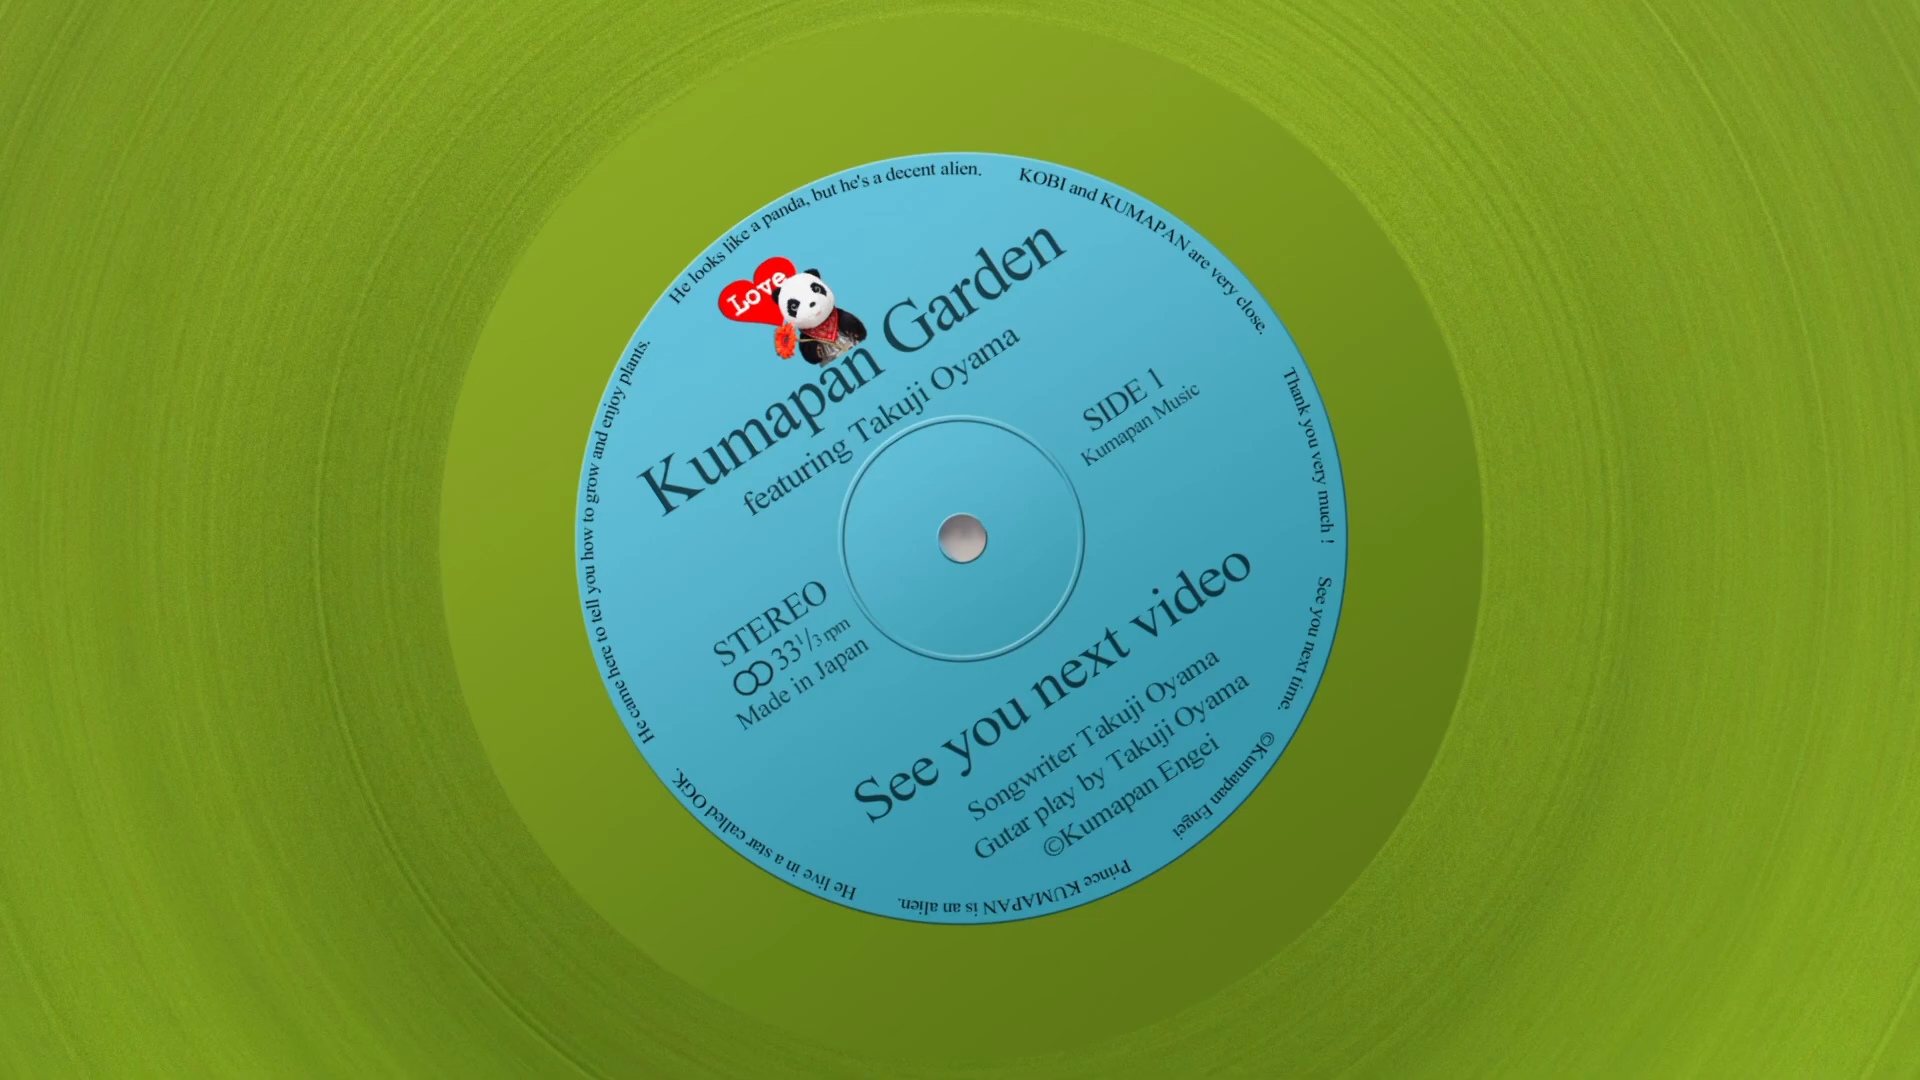 Love
Kumapan Garden
featuring Takuji Oyama
SIDE 1
Kumapan Music
STEREO
33 1/3 rpm
Made in Japan
See you next video
Songwriter Takuji Oyama
Gutar play by Takuji Oyama
©Kumapan Engei
Prince KUMAPAN is an alien.
He live in a star called OGK.
He came here to tell you how to grow and enjoy plants.
He looks like a panda, but he's a decent alien.
KOBI and KUMAPAN are very close.
Thank you very much !
See you next time.
©Kumapan Engei